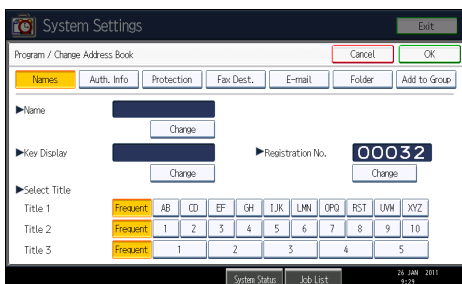 System Settings Exit
Program / Change Address Book Cancel OK
Names Auth. Info Protection Fax Dest. E-mail Folder Add to Group
►Name
Change
►Key Display ►Registration No. 00032
Change Change
►Select Title
Title 1 Frequent AB CD EF GH IJK LMN OPQ RST UVW XYZ
Title 2 Frequent 1 2 3 4 5 6 7 8 9 10
Title 3 Frequent 1 2 3 4 5
System Status Job List 26 JAN 2011
9:29